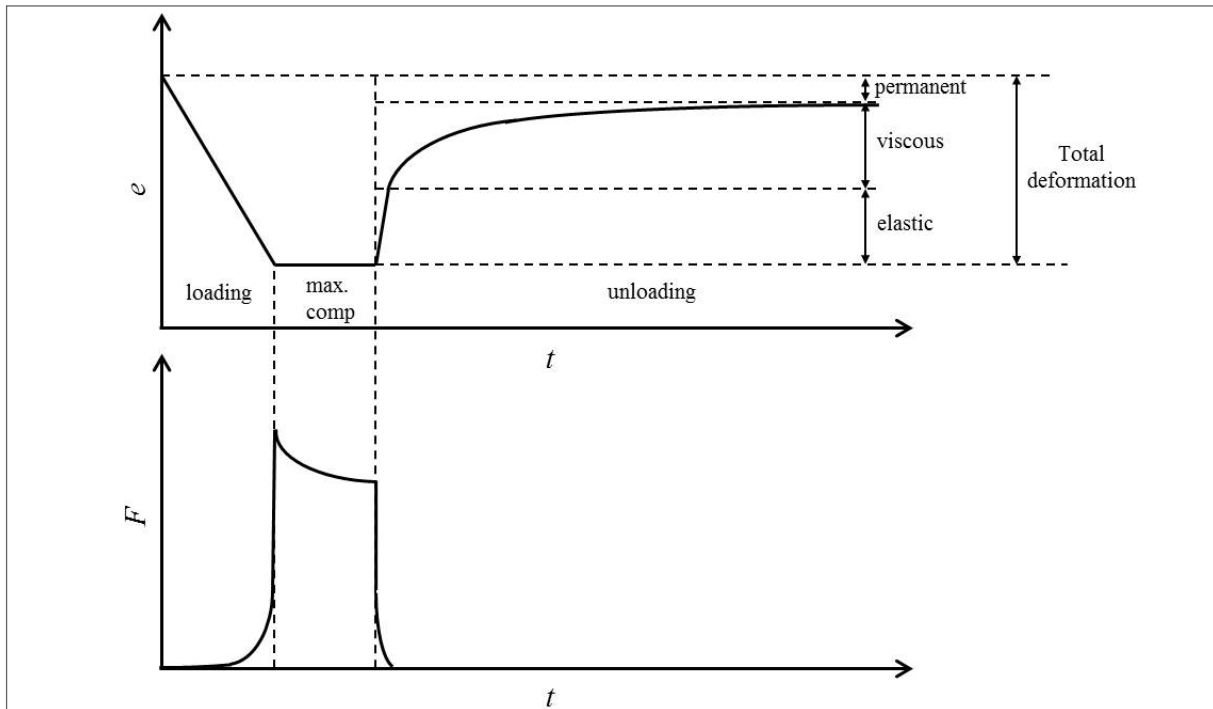 e
permanent
viscous
elastic
Total
deformation
loading
max.
comp
unloading
t
F
t